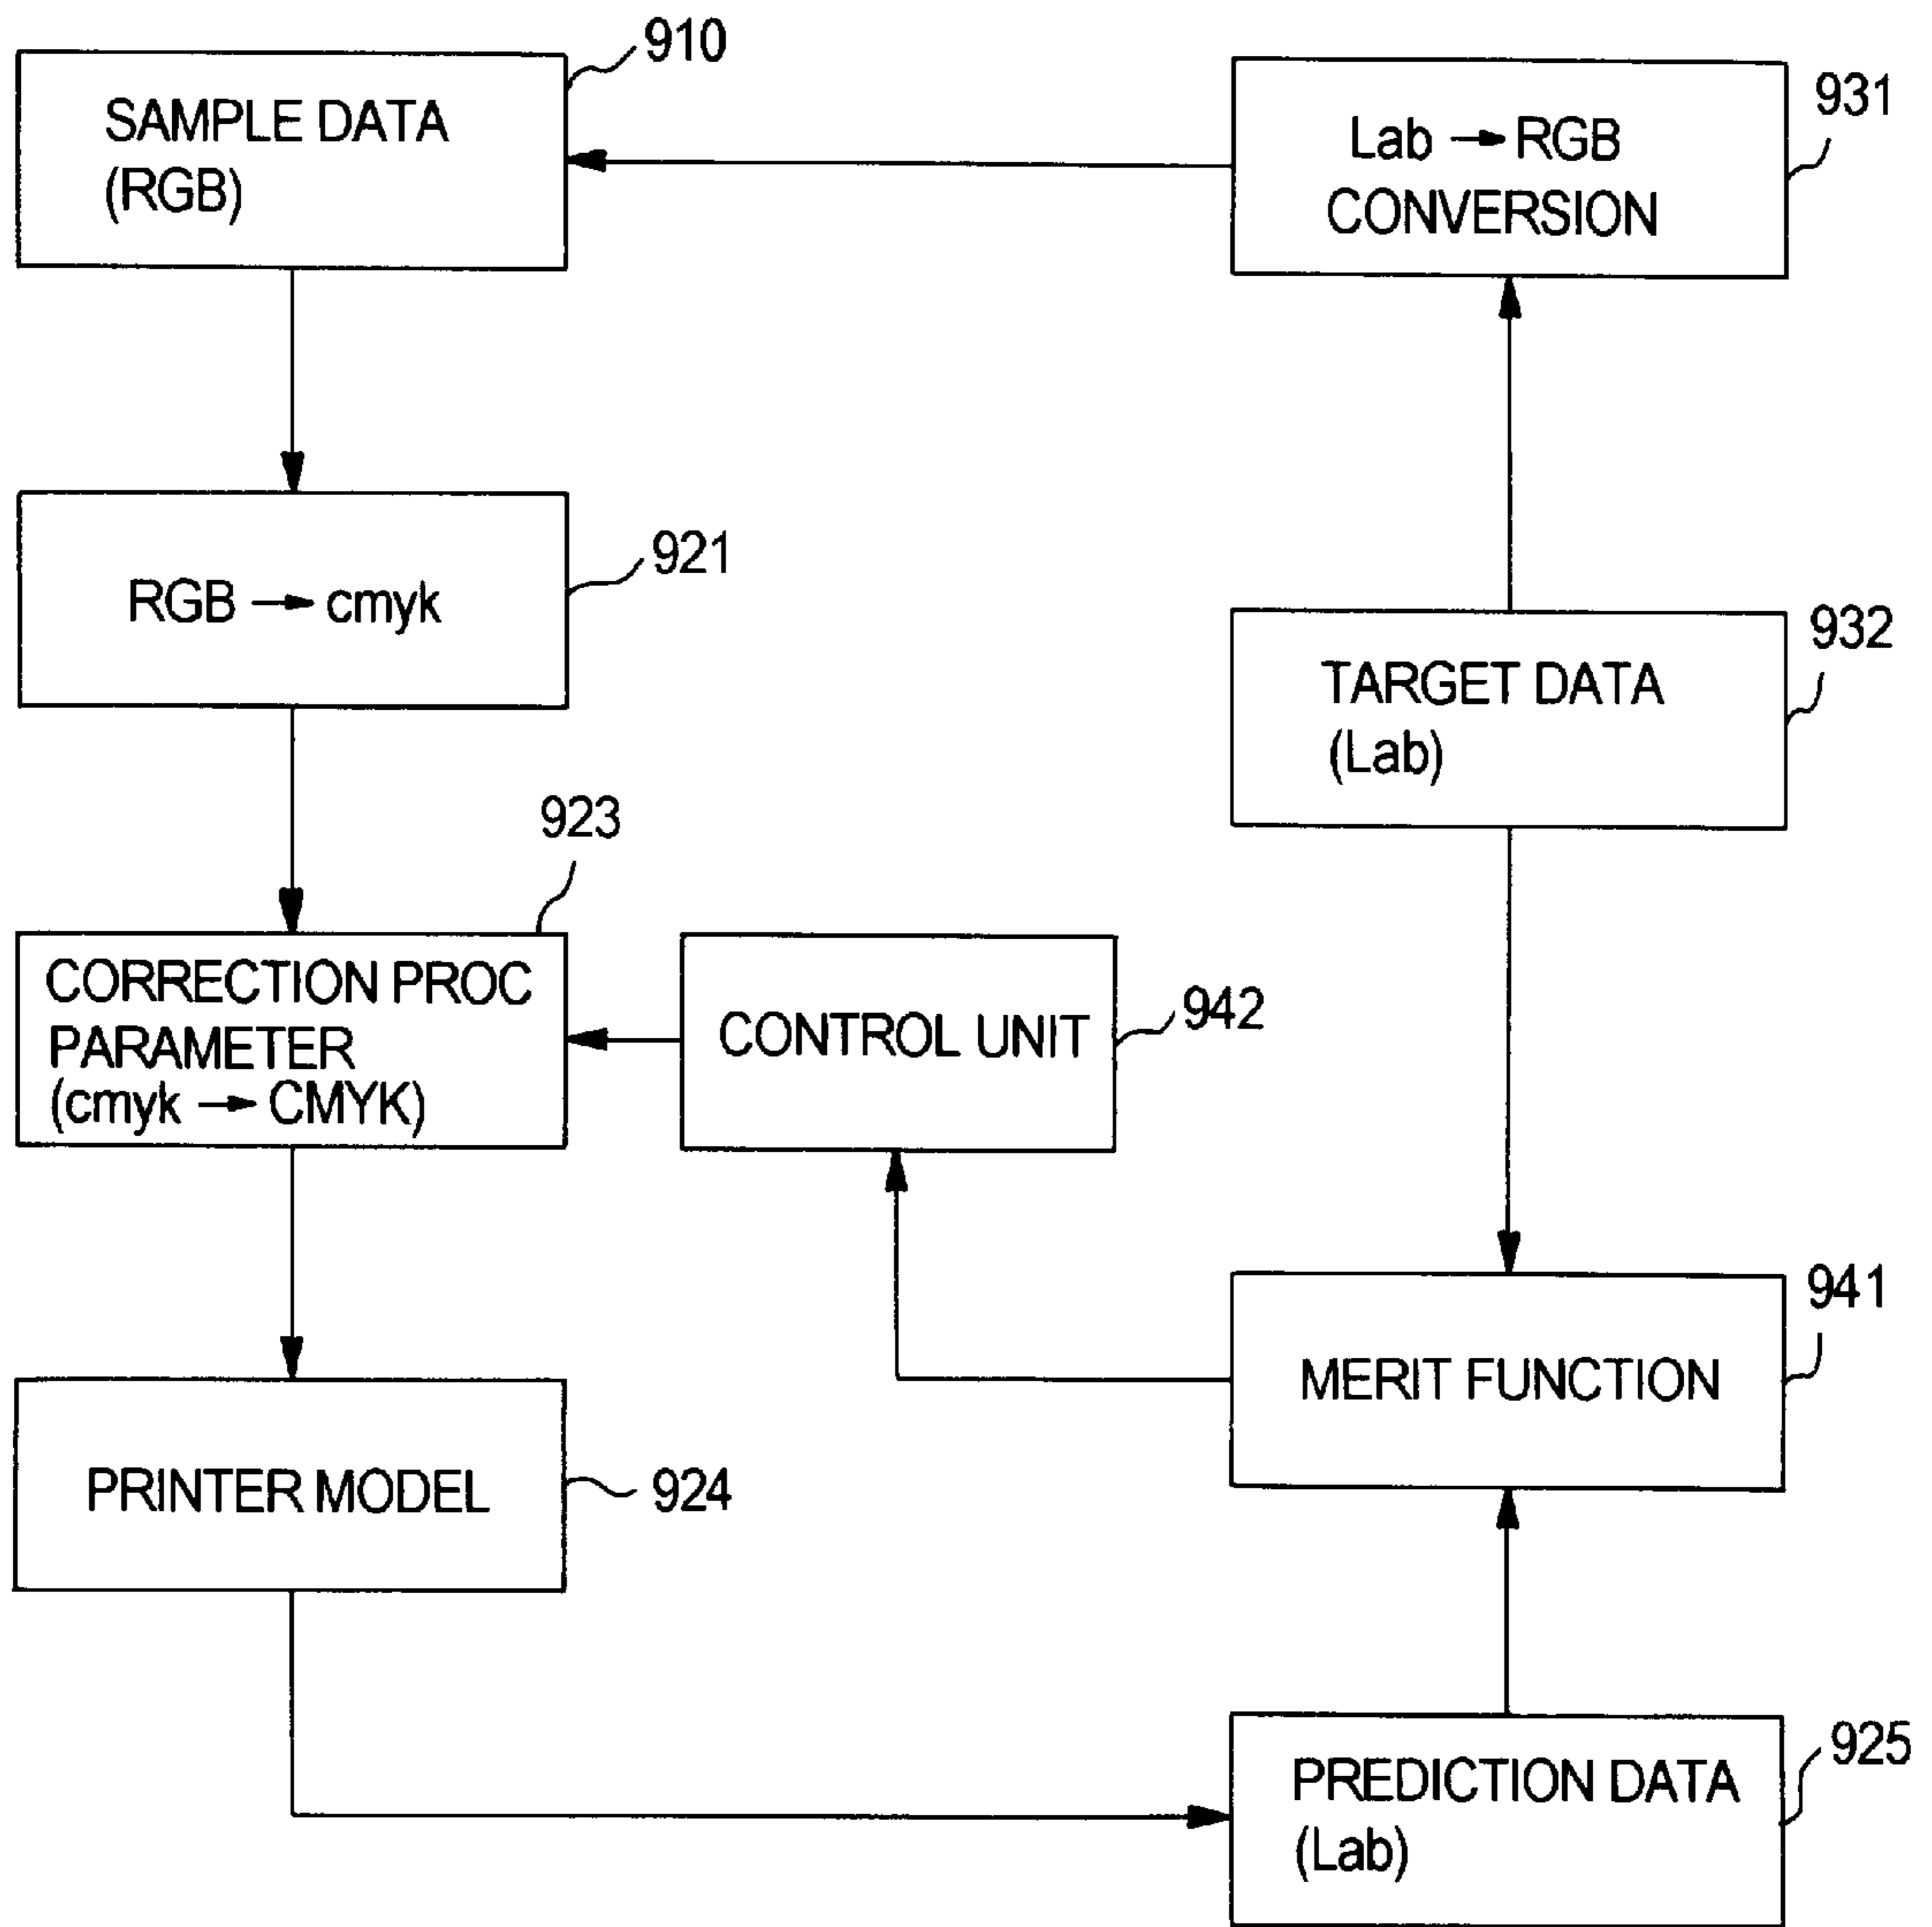 910
SAMPLE DATA
(RGB)
931
Lab → RGB
CONVERSION
921
RGB → cmyk
932
TARGET DATA
(Lab)
923
CORRECTION PROC
PARAMETER
(cmyk → CMYK)
942
CONTROL UNIT
941
MERIT FUNCTION
PRINTER MODEL
924
925
PREDICTION DATA
(Lab)